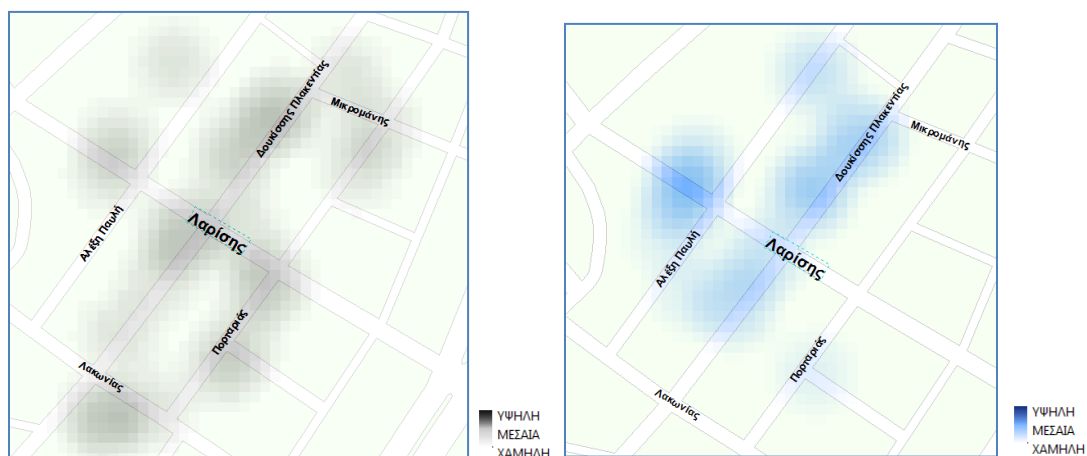 Δουκίσσης Πλακεντίας
Μικρομάνης
Αλέξη Παυλή
Λαρίσης
Πορταριάς
Λακωνίας
ΥΨΗΛΗ
ΜΕΣΑΙΑ
ΧΑΜΗΛΗ
Δουκίσσης Πλακεντίας
Μικρομάνης
Αλέξη Παυλή
Λαρίσης
Πορταριάς
Λακωνίας
ΥΨΗΛΗ
ΜΕΣΑΙΑ
ΧΑΜΗΛΗ